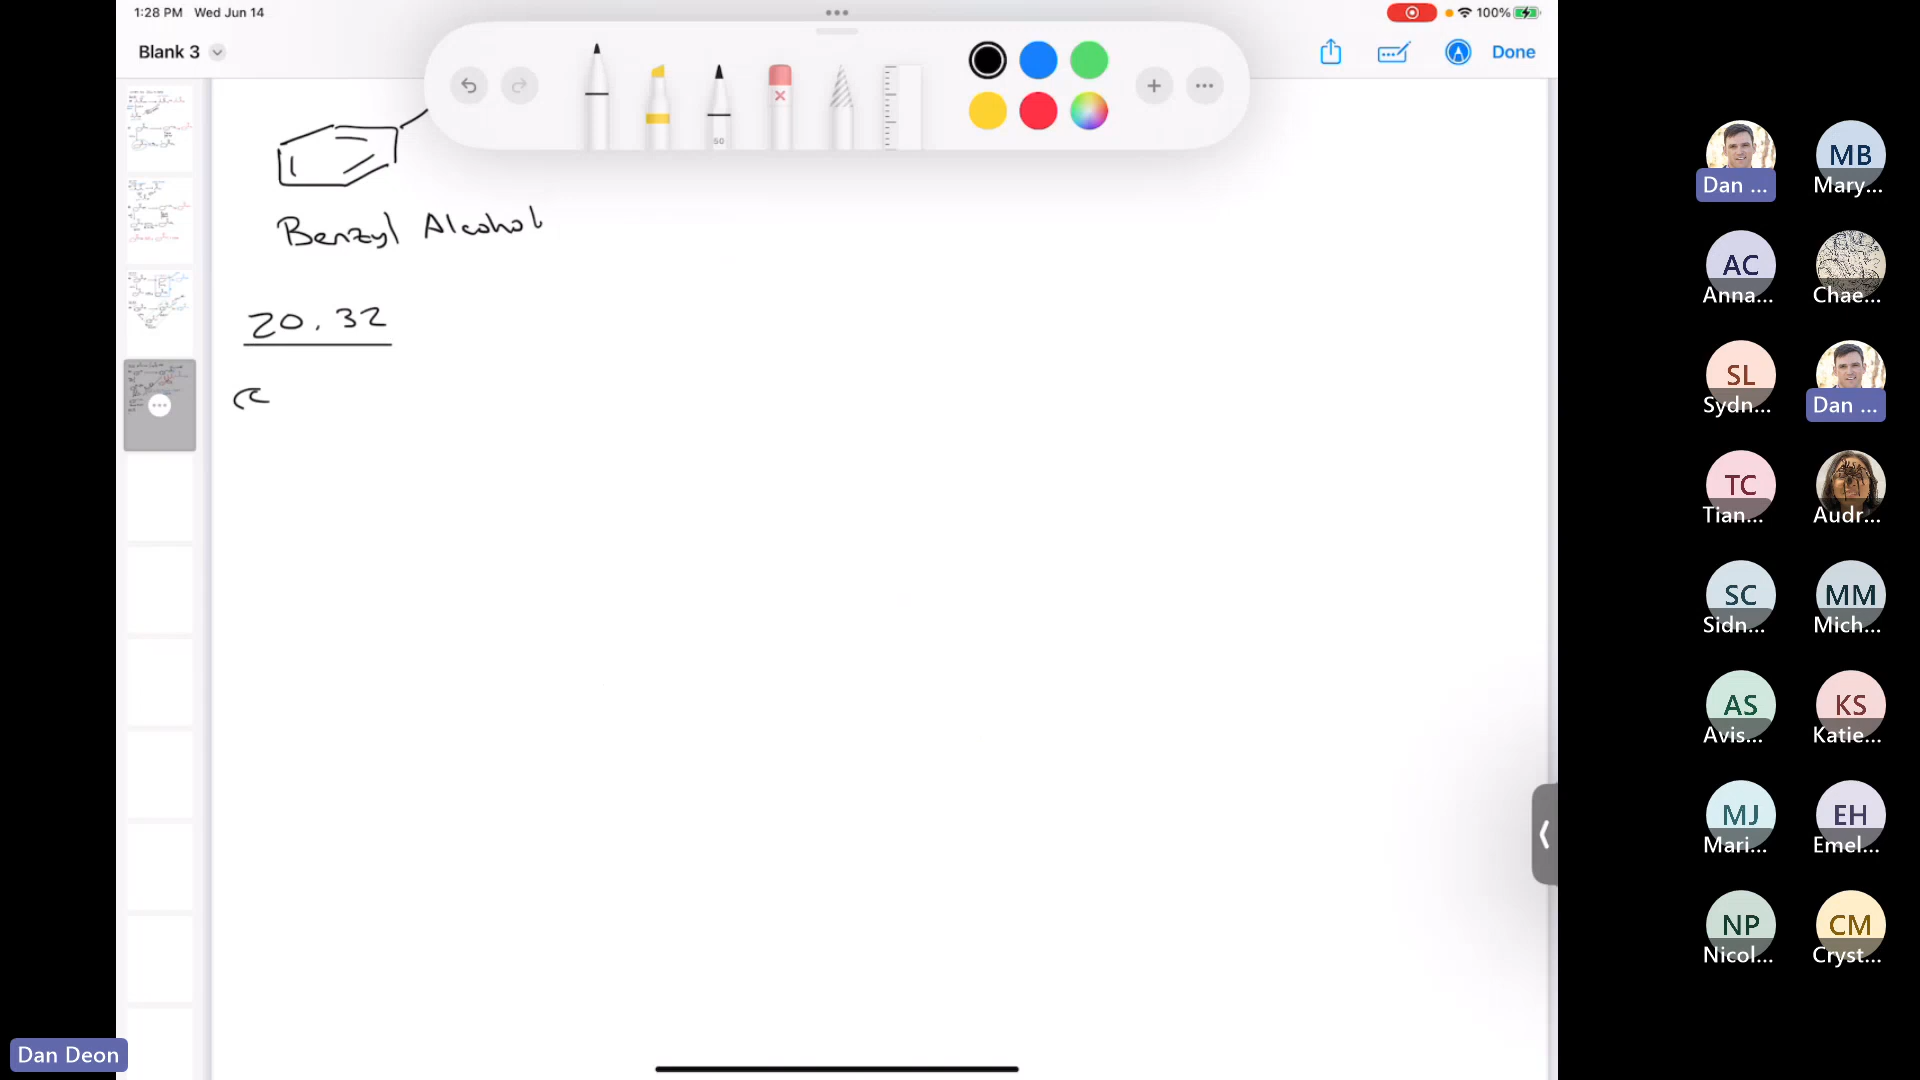 1:28 PM Wed Jun 14
100%
Blank 3
Done
50
Benzyl Alcohol
20.32
Dan ...
MB
Mary...
AC
Anna...
Chae...
SL
Sydn...
Dan ...
TC
Tian...
Audr...
SC
Sidn...
MM
Mich...
AS
Avis...
KS
Katie...
MJ
Mari...
EH
Emel...
NP
Nicol...
CM
Cryst...
Dan Deon